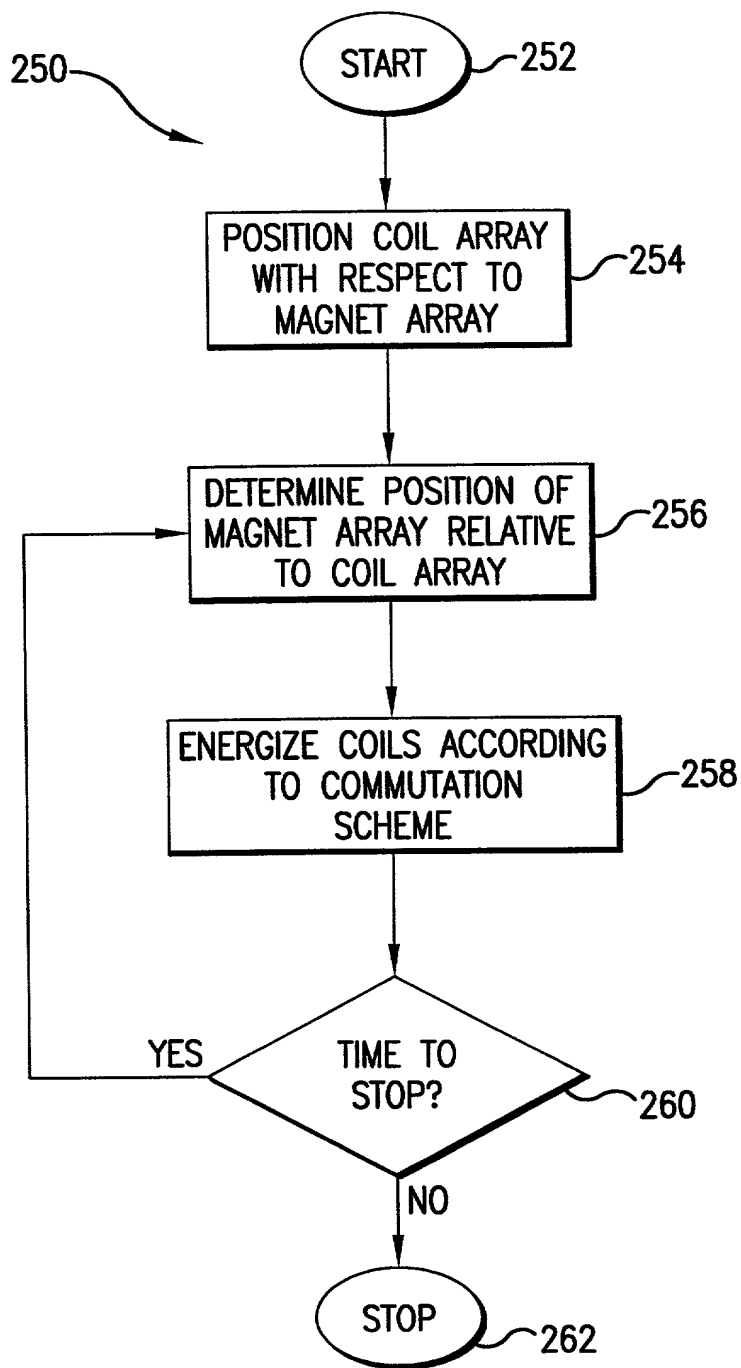 START
252
250
POSITION COIL ARRAY
WITH RESPECT TO
MAGNET ARRAY
254
DETERMINE POSITION OF
MAGNET ARRAY RELATIVE
TO COIL ARRAY
256
ENERGIZE COILS ACCORDING
TO COMMUTATION
SCHEME
258
YES
TIME TO
STOP?
260
NO
STOP
262